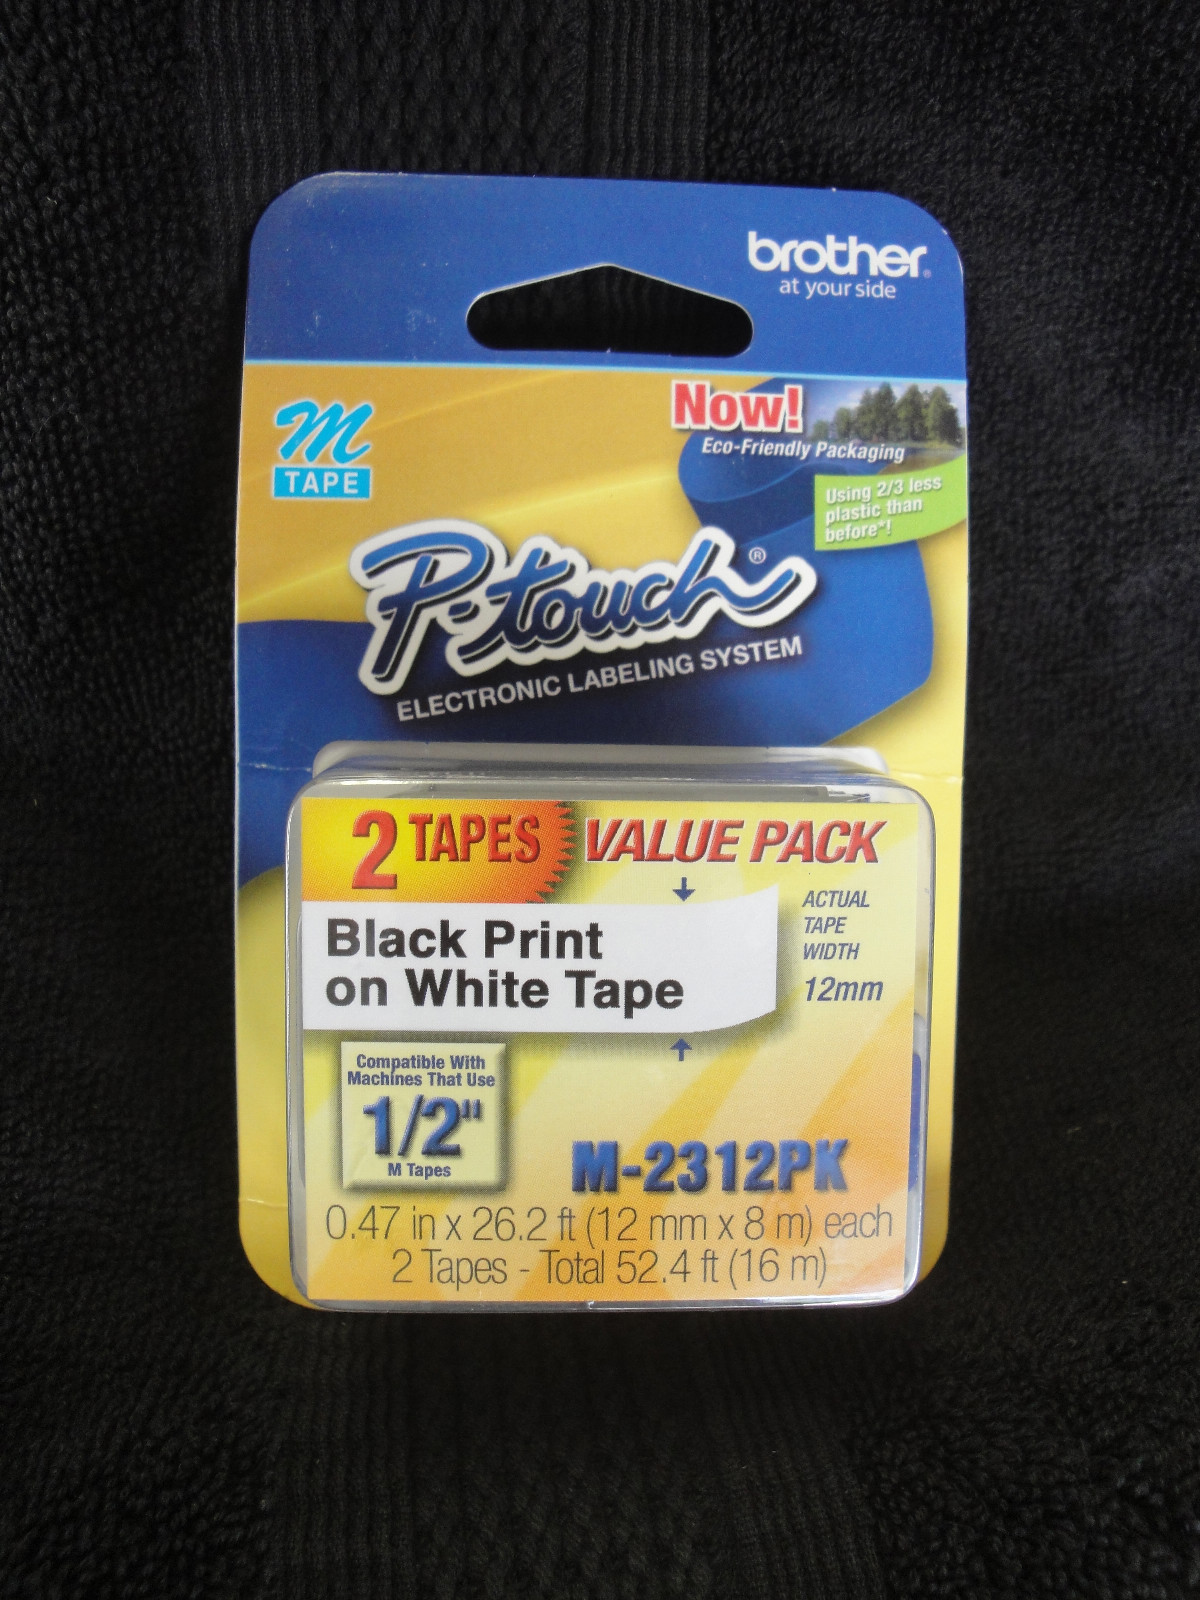 brother®
at your side
M
TAPE
Now!
Eco-Friendly Packaging
Using 2/3 less
plastic than
before*!
P-touch®
ELECTRONIC LABELING SYSTEM
2 TAPES VALUE PACK
Black Print
on White Tape
ACTUAL
TAPE
WIDTH
12mm
Compatible With
Machines That Use
1/2"
M Tapes
M-2312PK
0.47 in x 26.2 ft (12 mm x 8 m) each
2 Tapes - Total 52.4 ft (16 m)